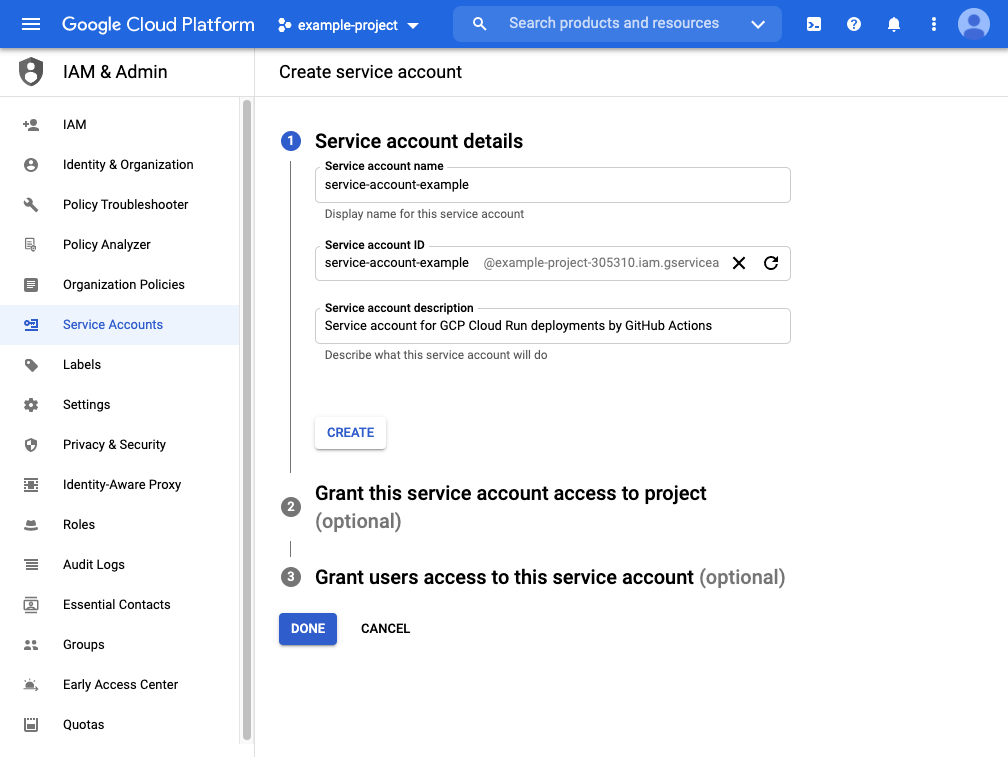 Google Cloud Platform
example-project
Search products and resources
IAM & Admin
Create service account
IAM
Identity & Organization
Policy Troubleshooter
Policy Analyzer
Organization Policies
Service Accounts
Labels
Settings
Privacy & Security
Identity-Aware Proxy
Roles
Audit Logs
Essential Contacts
Groups
Early Access Center
Quotas
1 Service account details
Service account name
service-account-example
Display name for this service account
Service account ID
service-account-example @example-project-305310.iam.gservicea
Service account description
Service account for GCP Cloud Run deployments by GitHub Actions
Describe what this service account will do
CREATE
2 Grant this service account access to project
(optional)
3 Grant users access to this service account (optional)
DONE CANCEL